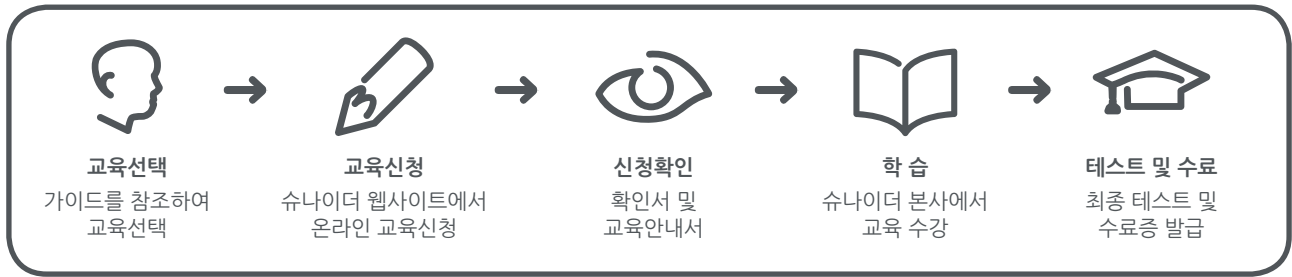 교육선택
가이드를 참조하여
교육선택
교육신청
슈나이더 웹사이트에서
온라인 교육신청
신청확인
확인서 및
교육안내서
학 습
슈나이더 본사에서
교육 수강
테스트 및 수료
최종 테스트 및
수료증 발급